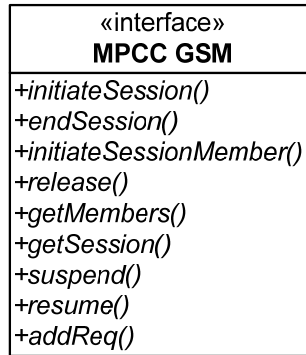 «interface»
MPCC GSM
+initiateSession()
+endSession()
+initiateSessionMember()
+release()
+getMembers()
+getSession()
+suspend()
+resume()
+addReq()